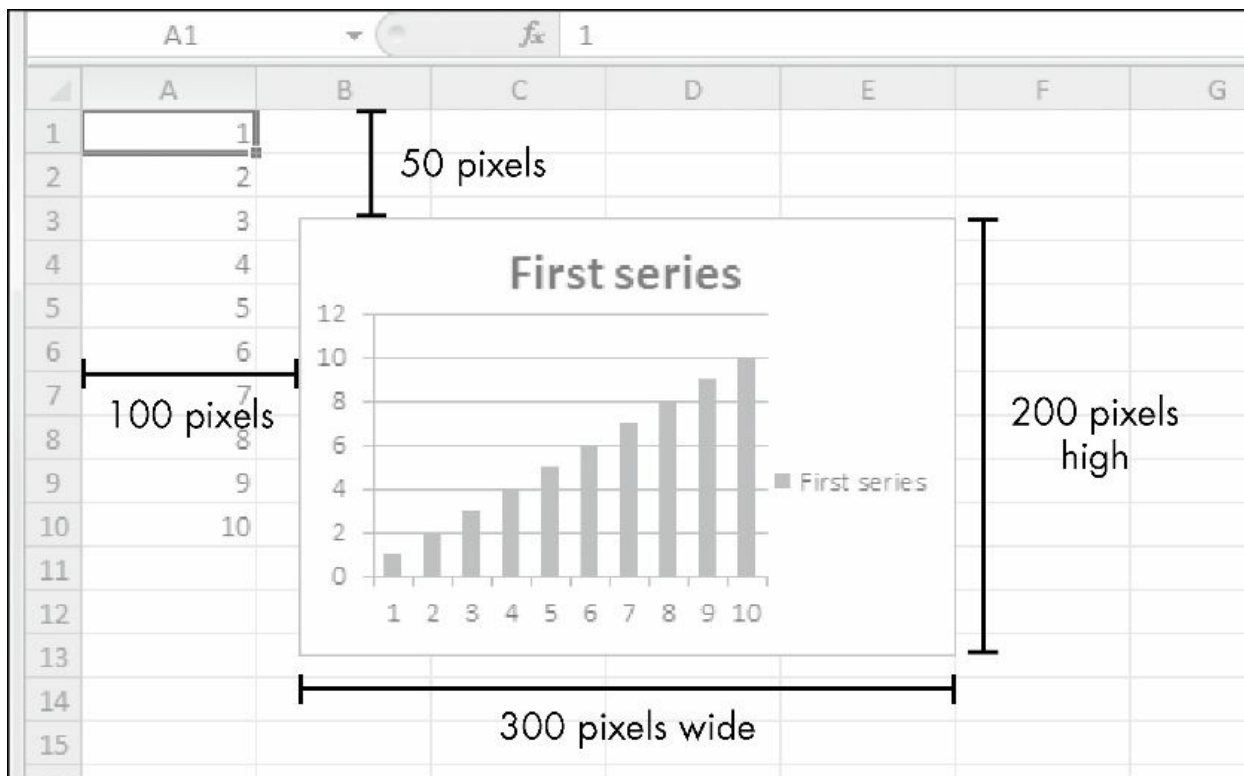 A1 fx 1
A B C D E F G
1 1
2 2
50 pixels
3 3
4 4
First series
5 5
12
6 6
10
7 7
100 pixels
8
8 8
6
200 pixels
high
9 9
4
First series
10 10
2
11
0
12
1 2 3 4 5 6 7 8 9 10
13
14
300 pixels wide
15